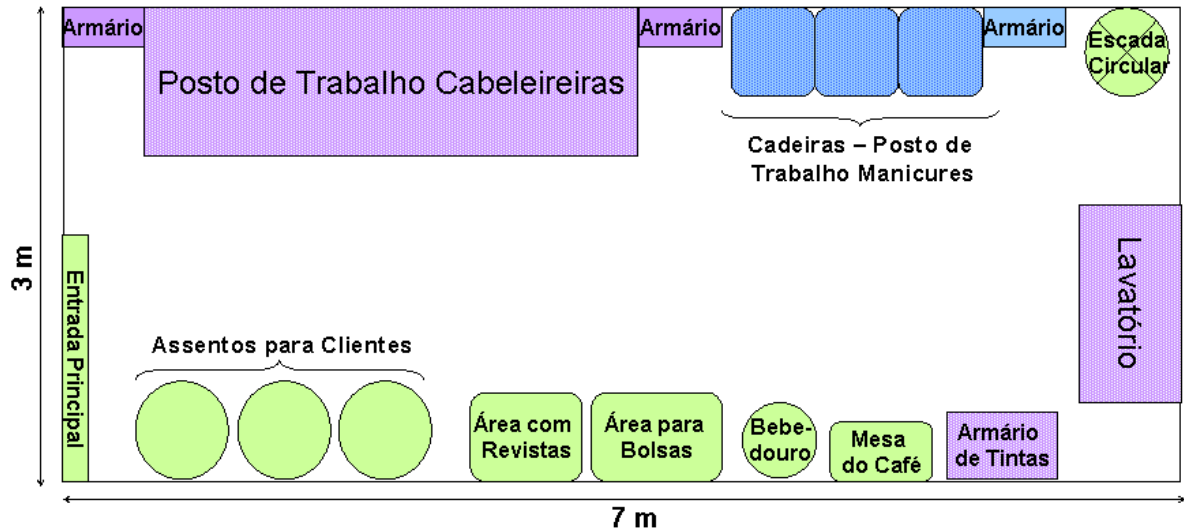 Armário
Posto de Trabalho Cabeleireiras
Armário
Armário
Escada
Circular
Cadeiras – Posto de
Trabalho Manicures
3 m
Entrada Principal
Lavatório
Assentos para Clientes
Área com
Revistas
Área para
Bolsas
Bebe-
douro
Mesa
do Café
Armário
de Tintas
7 m